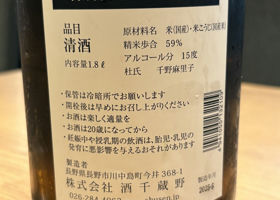 品目
清酒
内容量1.8ℓ
原材料名 米(国産)・米こうじ(国産米)
精米歩合 59%
アルコール分 15度
杜氏 千野麻里子
・保管は冷暗所でお願いします
・開栓後は早めにお召し上がりください
・お酒は楽しく適量を
・お酒は20歳になってから
・妊娠中や授乳期の飲酒は、胎児・乳児の
発育に悪影響を与えるおそれがあります
製造者
長野県長野市川中島町今井368-1
株式会社 酒千蔵野
026-284-4062
製造年月
2025.6